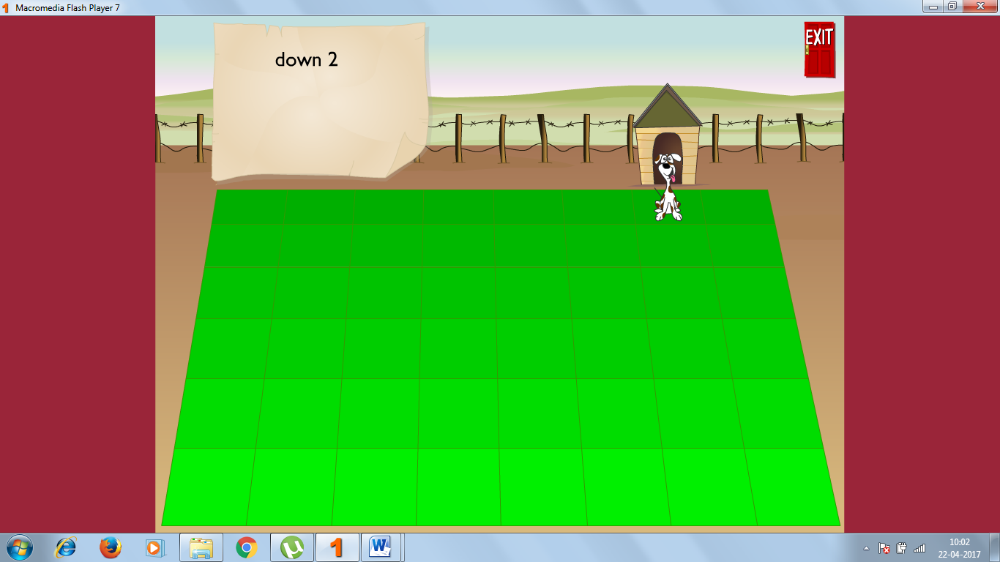 Macromedia Flash Player 7
down 2
EXIT
10:02
22-04-2017